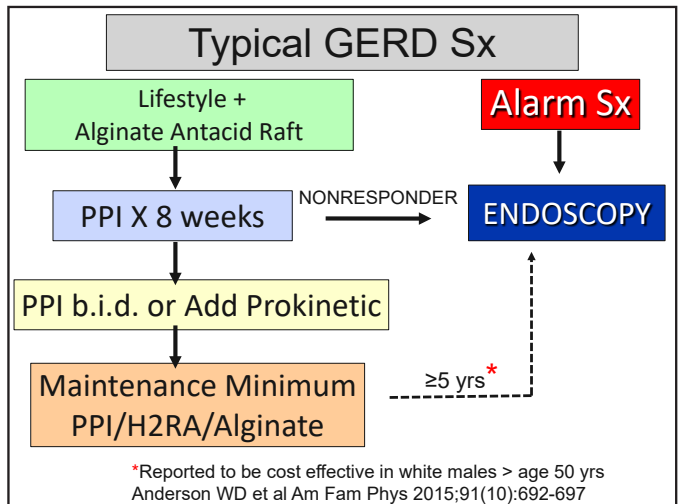 Typical GERD Sx
Lifestyle +
Alginate Antacid Raft
Alarm Sx
PPI X 8 weeks
NONRESPONDER
ENDOSCOPY
PPI b.i.d. or Add Prokinetic
Maintenance Minimum
PPI/H2RA/Alginate
≥5 yrs*
*Reported to be cost effective in white males > age 50 yrs
Anderson WD et al Am Fam Phys 2015;91(10):692-697